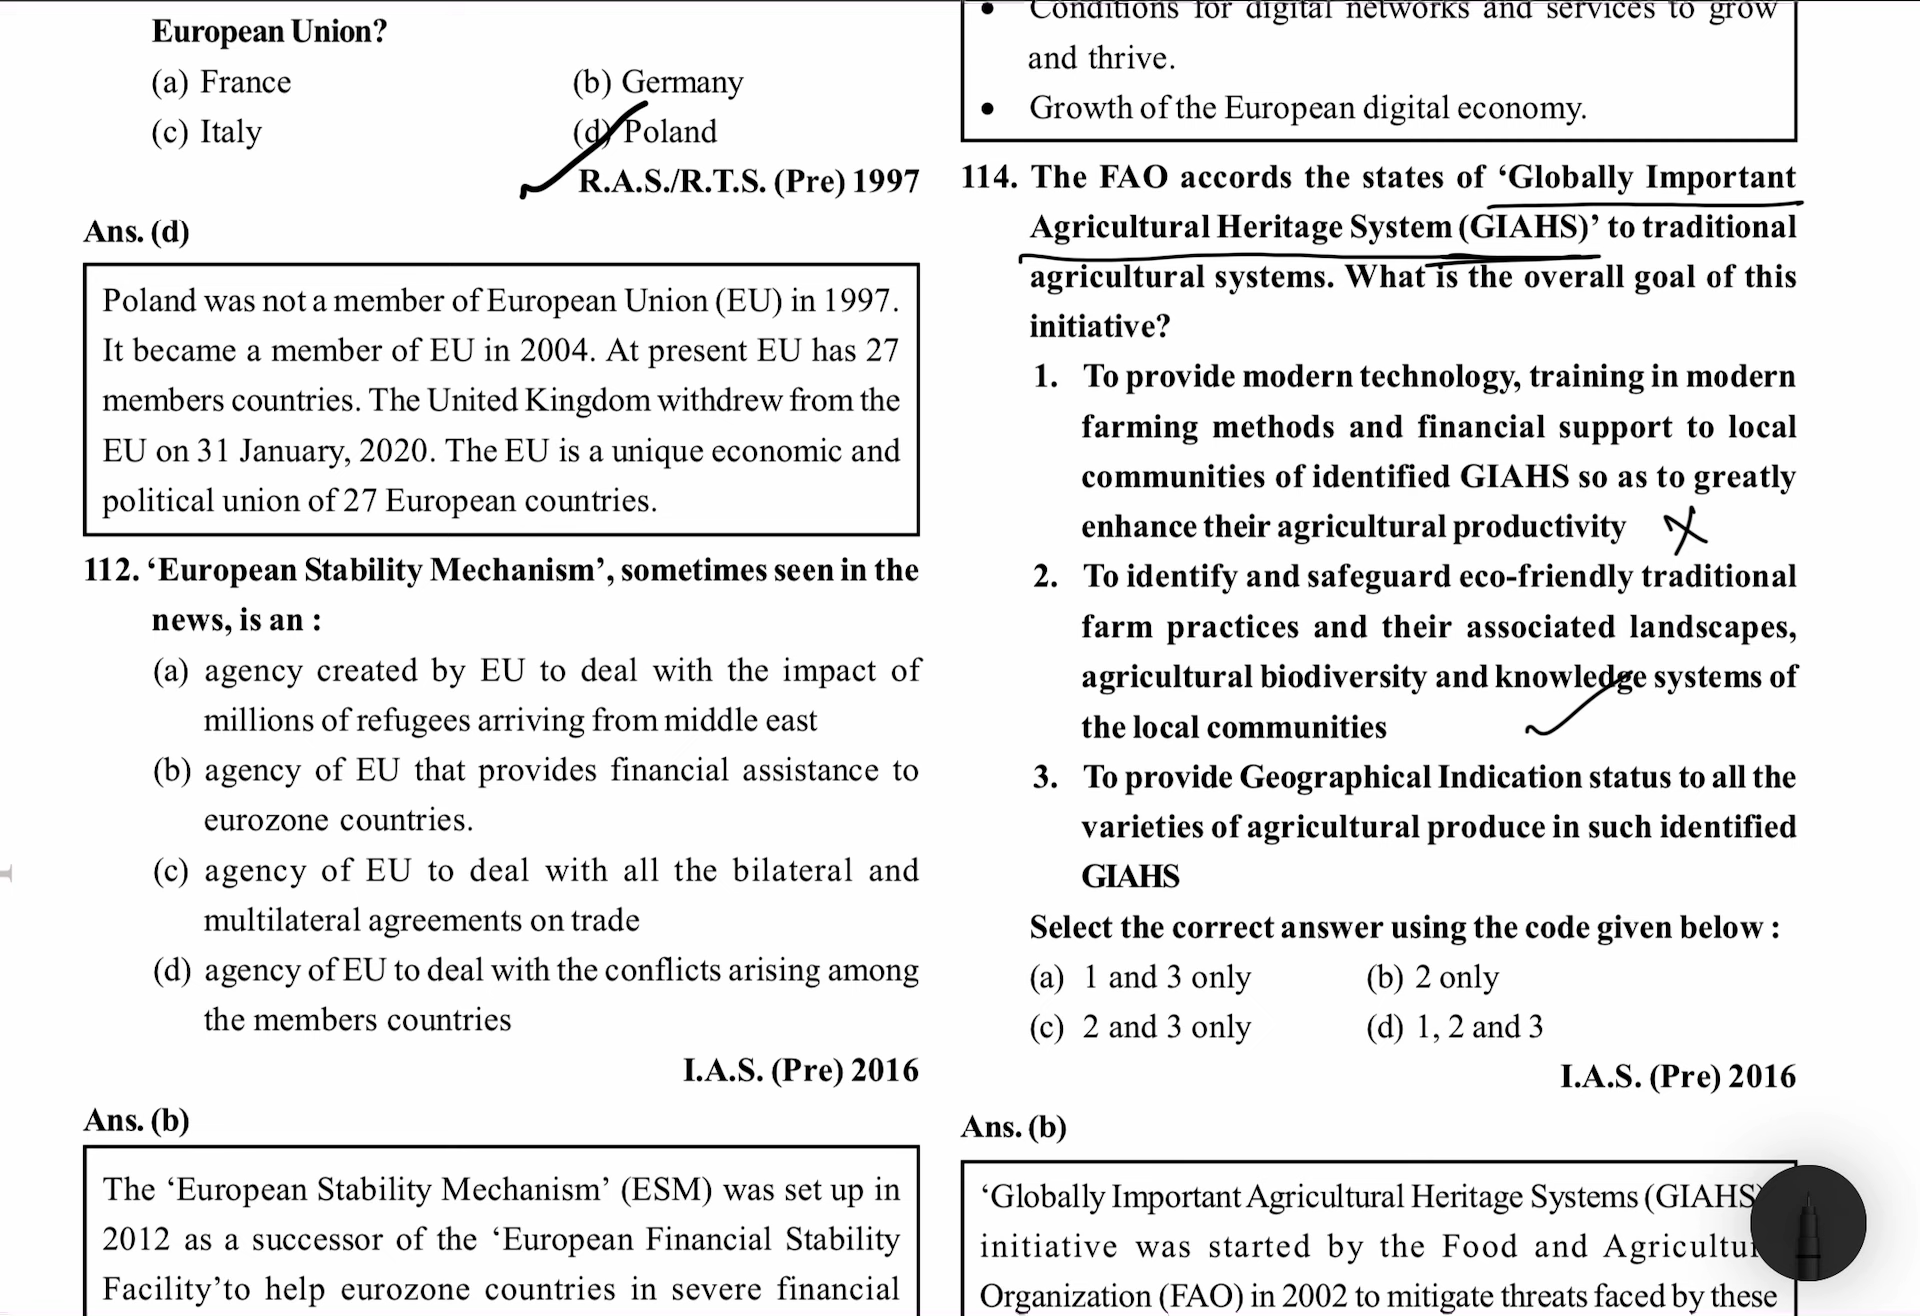 European Union?
(a) France (b) Germany
(c) Italy (d) Poland
R.A.S./R.T.S. (Pre) 1997
Ans. (d)
Poland was not a member of European Union (EU) in 1997.
It became a member of EU in 2004. At present EU has 27
members countries. The United Kingdom withdrew from the
EU on 31 January, 2020. The EU is a unique economic and
political union of 27 European countries.
112. ‘European Stability Mechanism’, sometimes seen in the
news, is an :
(a) agency created by EU to deal with the impact of
millions of refugees arriving from middle east
(b) agency of EU that provides financial assistance to
eurozone countries.
(c) agency of EU to deal with all the bilateral and
multilateral agreements on trade
(d) agency of EU to deal with the conflicts arising among
the members countries
I.A.S. (Pre) 2016
Ans. (b)
The ‘European Stability Mechanism’ (ESM) was set up in
2012 as a successor of the ‘European Financial Stability
Facility’to help eurozone countries in severe financial
• Conditions for digital networks and services to grow
and thrive.
• Growth of the European digital economy.
114. The FAO accords the states of ‘Globally Important
Agricultural Heritage System (GIAHS)’ to traditional
agricultural systems. What is the overall goal of this
initiative?
1. To provide modern technology, training in modern
farming methods and financial support to local
communities of identified GIAHS so as to greatly
enhance their agricultural productivity
2. To identify and safeguard eco-friendly traditional
farm practices and their associated landscapes,
agricultural biodiversity and knowledge systems of
the local communities
3. To provide Geographical Indication status to all the
varieties of agricultural produce in such identified
GIAHS
Select the correct answer using the code given below :
(a) 1 and 3 only (b) 2 only
(c) 2 and 3 only (d) 1, 2 and 3
I.A.S. (Pre) 2016
Ans. (b)
‘Globally Important Agricultural Heritage Systems (GIAHS)
initiative was started by the Food and
Organization (FAO) in 2002 to mitigate threats faced by these